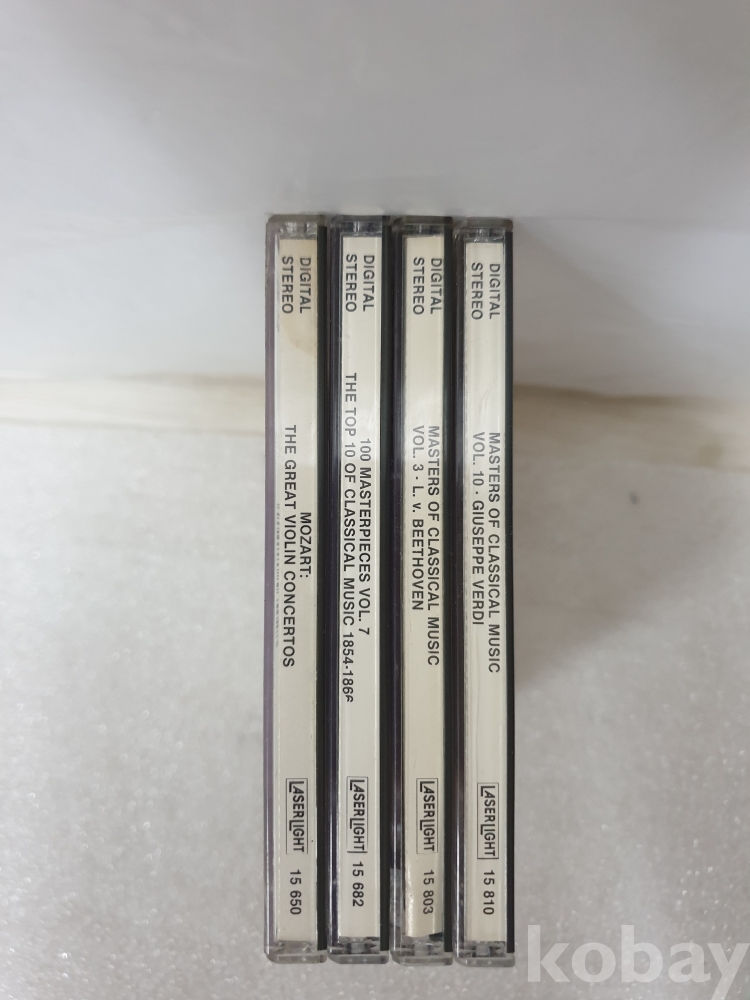 DIGITAL
STEREO
MOZART:
THE GREAT VIOLIN CONCERTOS
LASERLIGHT
15 650
DIGITAL
STEREO
100 MASTERPIECES VOL. 7
THE TOP 10 OF CLASSICAL MUSIC 1854-1866
LASERLIGHT
15 682
DIGITAL
STEREO
MASTERS OF CLASSICAL MUSIC
VOL. 3 · L. v. BEETHOVEN
LASERLIGHT
15 803
DIGITAL
STEREO
MASTERS OF CLASSICAL MUSIC
VOL. 10 · GIUSEPPE VERDI
LASERLIGHT
15 810
kobay